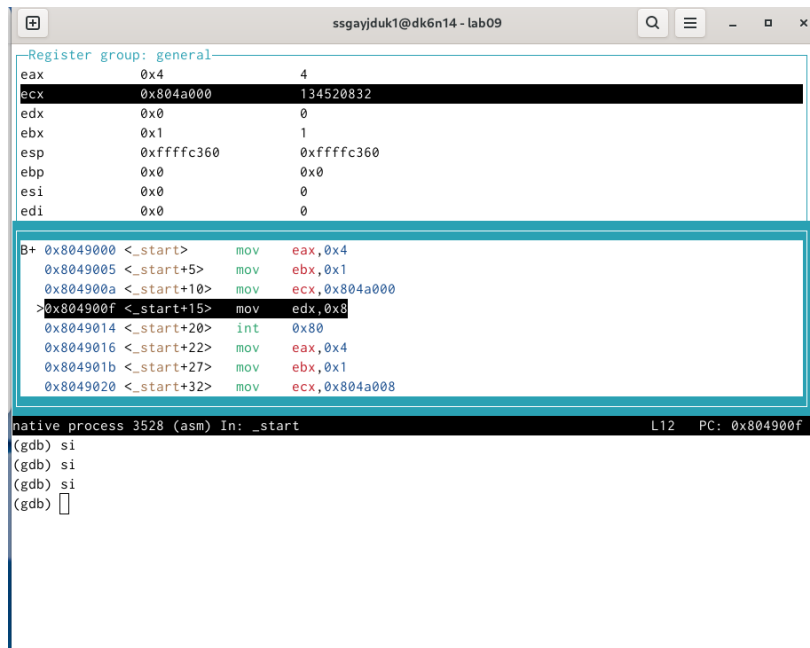 ssgayjduk1@dk6n14 - lab09
Register group: general
eax 0x4 4
ecx 0x804a000 134520832
edx 0x0 0
ebx 0x1 1
esp 0xffffc360 0xffffc360
ebp 0x0 0x0
esi 0x0 0
edi 0x0 0
B+ 0x8049000 <_start> mov eax,0x4
0x8049005 <_start+5> mov ebx,0x1
0x804900a <_start+10> mov ecx,0x804a000
>0x804900f <_start+15> mov edx,0x8
0x8049014 <_start+20> int 0x80
0x8049016 <_start+22> mov eax,0x4
0x804901b <_start+27> mov ebx,0x1
0x8049020 <_start+32> mov ecx,0x804a008
native process 3528 (asm) In: _start L12 PC: 0x804900f
(gdb) si
(gdb) si
(gdb) si
(gdb)